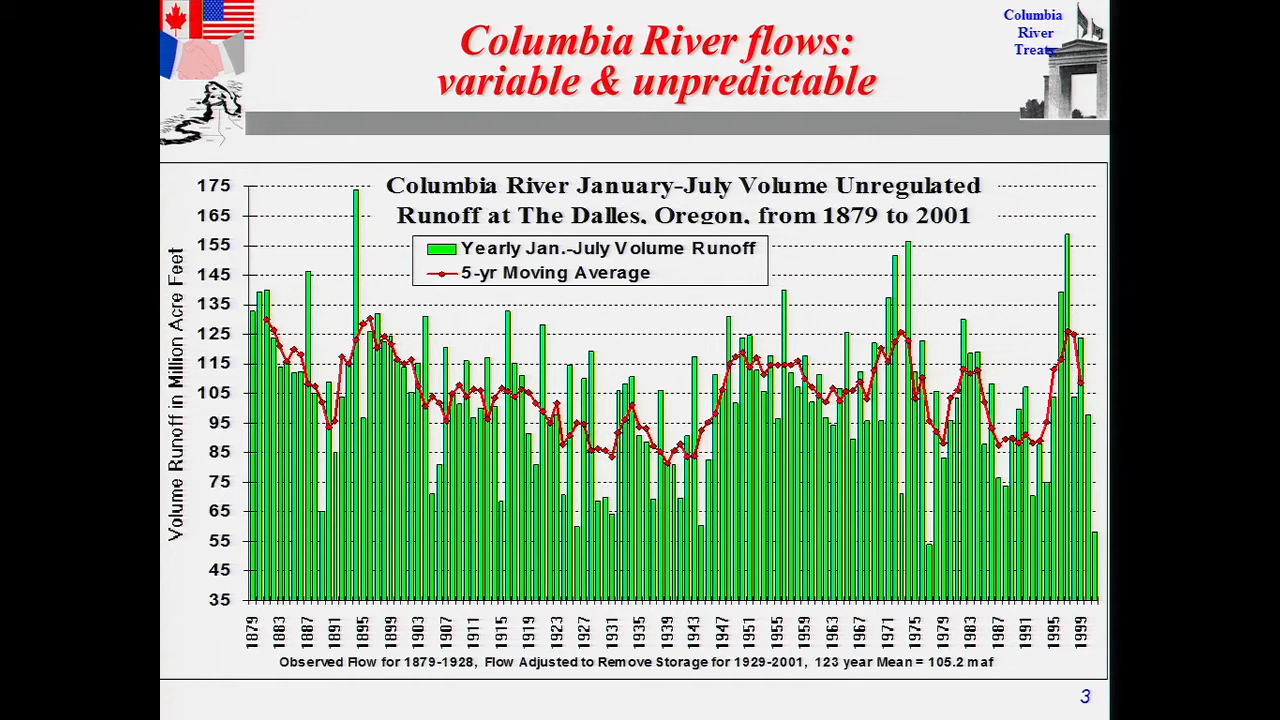 Columbia River flows:
variable & unpredictable
Columbia
River
Treaty
Columbia River January-July Volume Unregulated
Runoff at The Dalles, Oregon, from 1879 to 2001
Yearly Jan.-July Volume Runoff
5-yr Moving Average
Volume Runoff in Million Acre Feet
175
165
155
145
135
125
115
105
95
85
75
65
55
45
35
1879 1883 1887 1891 1895 1899 1903 1907 1911 1915 1919 1923 1927 1931 1935 1939 1943 1947 1951 1955 1959 1963 1967 1971 1975 1979 1983 1987 1991 1995 1999
Observed Flow for 1879-1928, Flow Adjusted to Remove Storage for 1929-2001, 123 year Mean = 105.2 maf
3